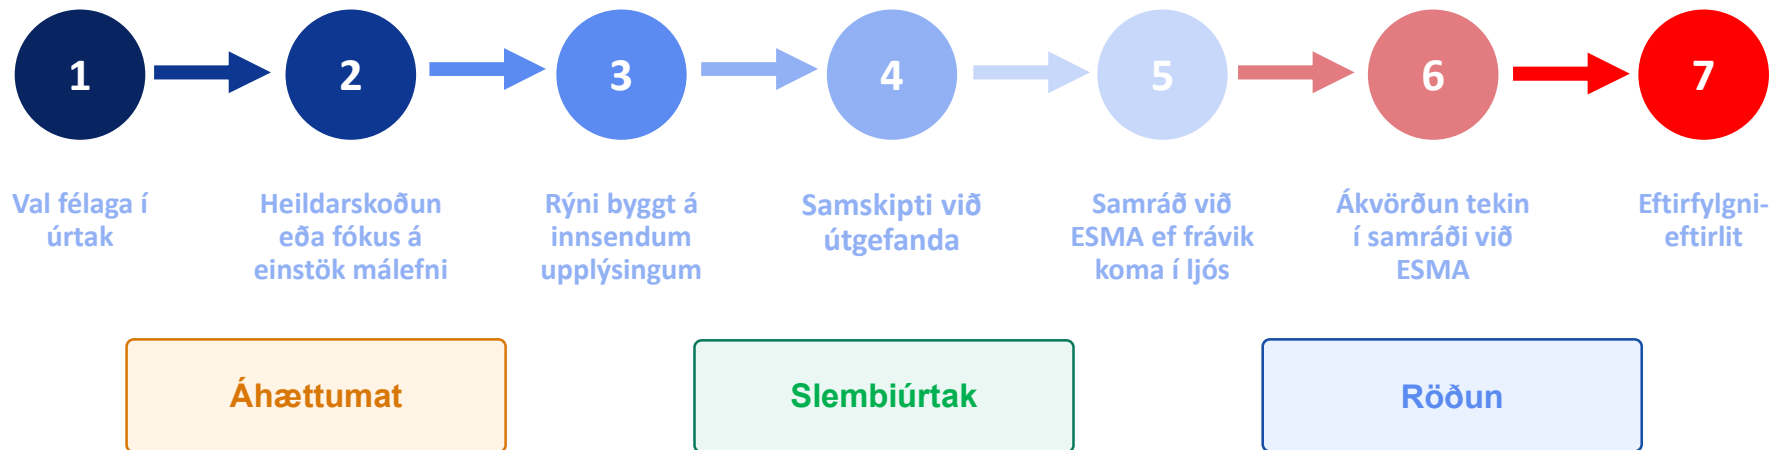 1
2
3
4
5
6
7
Val félaga í
úrtak
Heildarskoðun
eða fókus á
einstök málefni
Rýni byggt á
innsendum
upplýsingum
Samskipti við
útgefanda
Samráð við
ESMA ef frávik
koma í ljós
Ákvörðun tekin
í samráði við
ESMA
Eftirfylgni-
eftirlit
Áhættumat
Slembiúrtak
Röðun